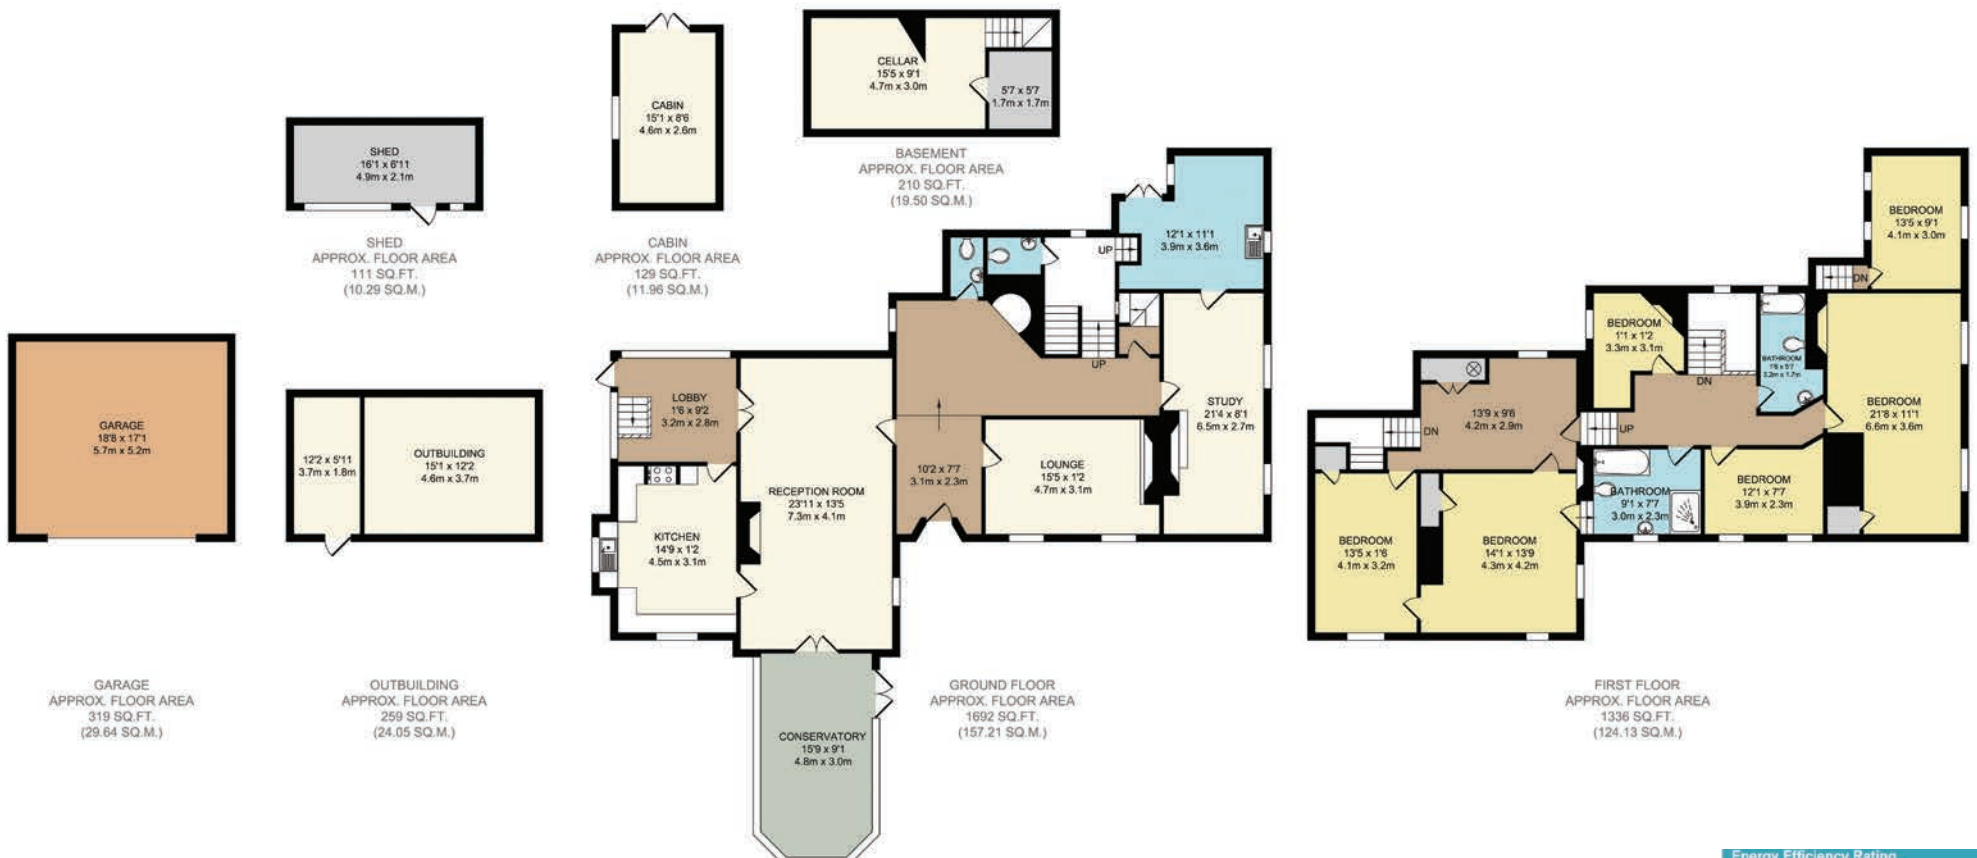 CELLAR
15'5 x 9'1
4.7m x 3.0m
5'7 x 5'7
1.7m x 1.7m
BASEMENT
APPROX. FLOOR AREA
210 SQ.FT.
(19.50 SQ.M.)
CABIN
15'1 x 8'6
4.6m x 2.6m
CABIN
APPROX. FLOOR AREA
129 SQ.FT.
(11.96 SQ.M.)
SHED
16'1 x 6'11
4.9m x 2.1m
SHED
APPROX. FLOOR AREA
111 SQ.FT.
(10.29 SQ.M.)
GARAGE
18'8 x 17'1
5.7m x 5.2m
GARAGE
APPROX. FLOOR AREA
319 SQ.FT.
(29.64 SQ.M.)
12'2 x 5'11
3.7m x 1.8m
OUTBUILDING
15'1 x 12'2
4.6m x 3.7m
OUTBUILDING
APPROX. FLOOR AREA
259 SQ.FT.
(24.05 SQ.M.)
UP
12'1 x 11'1
3.9m x 3.6m
UP
LOBBY
1'6 x 9'2
3.2m x 2.8m
STUDY
21'4 x 8'1
6.5m x 2.7m
10'2 x 7'7
3.1m x 2.3m
LOUNGE
15'5 x 1'2
4.7m x 3.1m
RECEPTION ROOM
23'11 x 13'5
7.3m x 4.1m
KITCHEN
14'9 x 1'2
4.5m x 3.1m
CONSERVATORY
15'9 x 9'1
4.8m x 3.0m
GROUND FLOOR
APPROX. FLOOR AREA
1692 SQ.FT.
(157.21 SQ.M.)
BEDROOM
13'5 x 9'1
4.1m x 3.0m
DN
BEDROOM
1'1 x 1'2
3.3m x 3.1m
BATHROOM
DN
BEDROOM
21'8 x 11'1
6.6m x 3.6m
13'9 x 9'6
4.2m x 2.9m
DN
UP
BATHROOM
9'1 x 7'7
3.0m x 2.3m
BEDROOM
12'1 x 7'7
3.9m x 2.3m
BEDROOM
13'5 x 1'6
4.1m x 3.2m
BEDROOM
14'1 x 13'9
4.3m x 4.2m
FIRST FLOOR
APPROX. FLOOR AREA
1336 SQ.FT.
(124.13 SQ.M.)
Energy Efficiency Rating